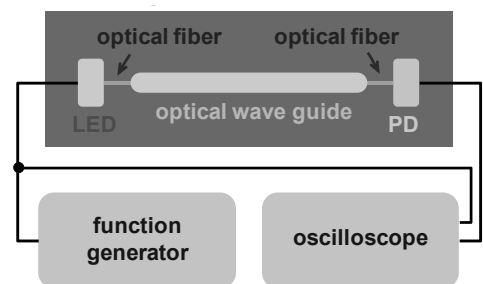 optical fiber optical fiber
optical wave guide
LED PD
function
generator
oscilloscope